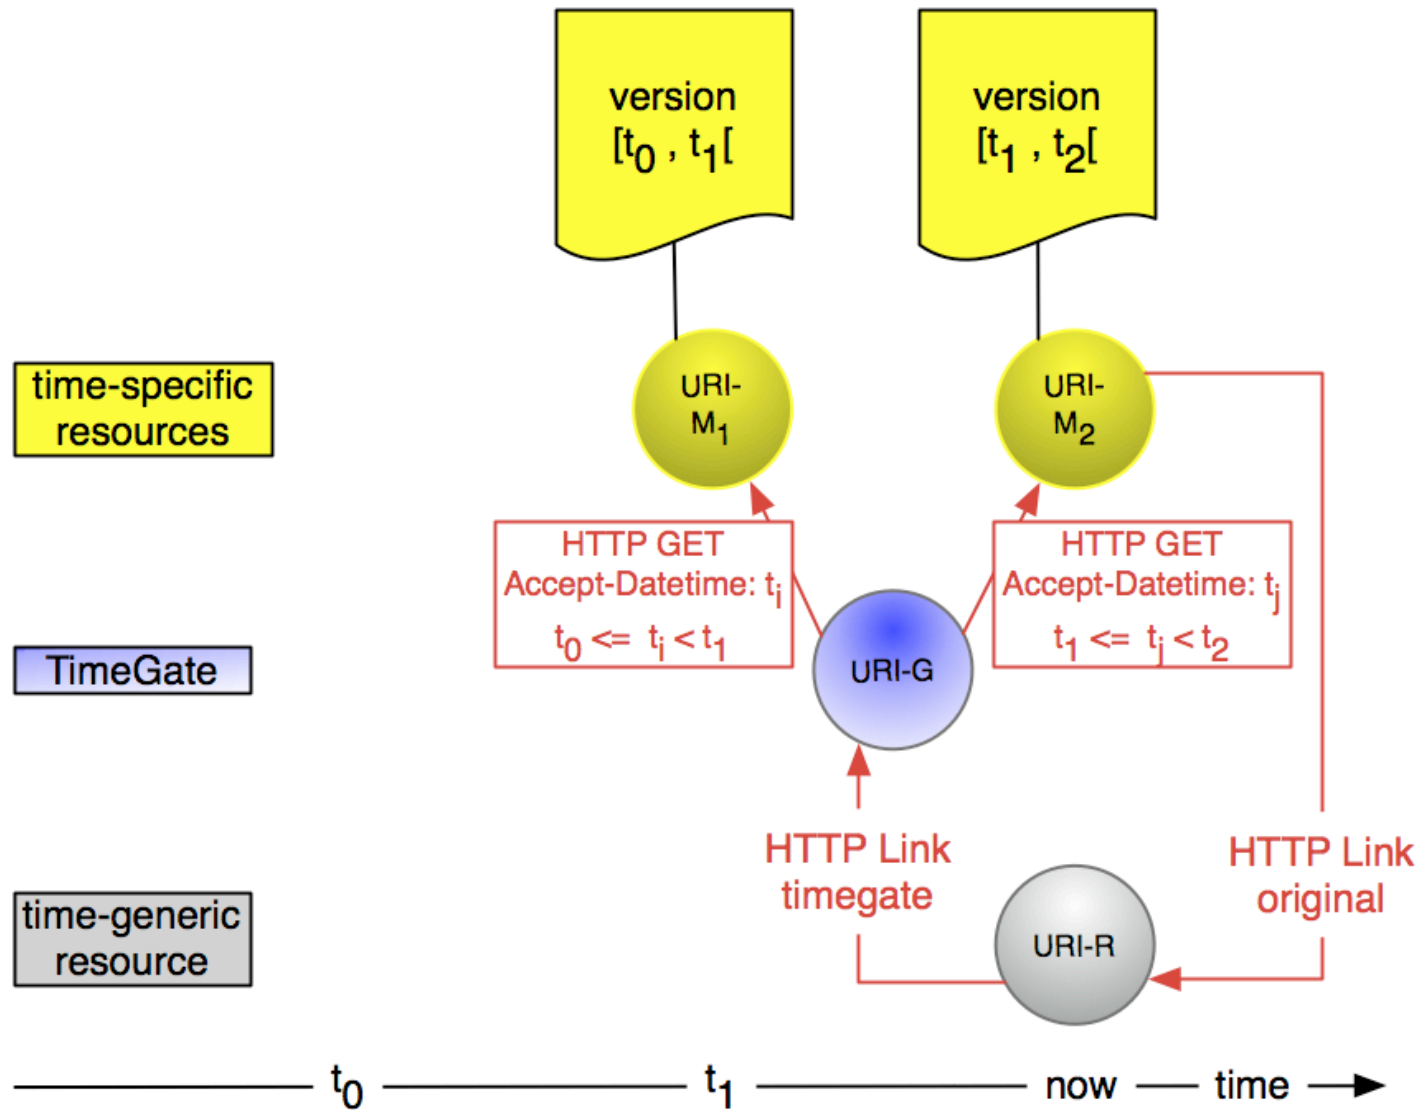 version
[t0 , t1[
version
[t1 , t2[
time-specific
resources
URI-
M1
URI-
M2
HTTP GET
Accept-Datetime: ti
t0 <= ti < t1
HTTP GET
Accept-Datetime: tj
t1 <= tj < t2
TimeGate
URI-G
HTTP Link
timegate
HTTP Link
original
time-generic
resource
URI-R
t0
t1
now
time